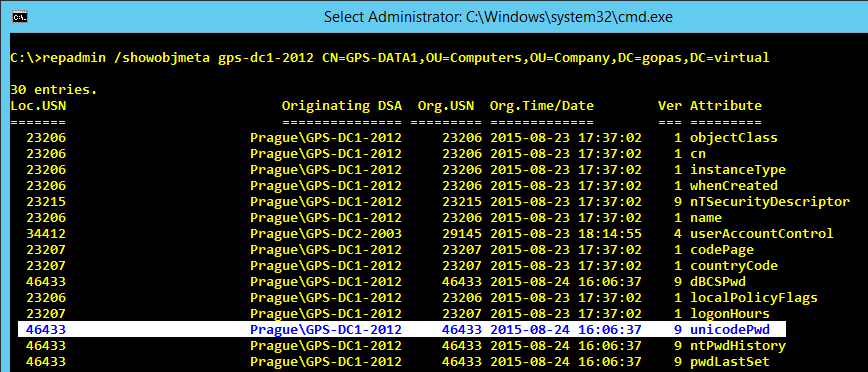 Select Administrator: C:\Windows\system32\cmd.exe
C:\>repadmin /showobjmeta gps-dc1-2012 CN=GPS-DATA1,OU=Computers,OU=Company,DC=gopas,DC=virtual
30 entries.
Loc.USN Originating DSA Org.USN Org.Time/Date Ver Attribute
======= =============== ========= ============= === =========
23206 Prague\GPS-DC1-2012 23206 2015-08-23 17:37:02 1 objectClass
23206 Prague\GPS-DC1-2012 23206 2015-08-23 17:37:02 1 cn
23206 Prague\GPS-DC1-2012 23206 2015-08-23 17:37:02 1 instanceType
23206 Prague\GPS-DC1-2012 23206 2015-08-23 17:37:02 1 whenCreated
23215 Prague\GPS-DC1-2012 23215 2015-08-23 17:37:02 9 nTSecurityDescriptor
23206 Prague\GPS-DC1-2012 23206 2015-08-23 17:37:02 1 name
34412 Prague\GPS-DC2-2003 29145 2015-08-23 18:14:55 4 userAccountControl
23207 Prague\GPS-DC1-2012 23207 2015-08-23 17:37:02 1 codePage
23207 Prague\GPS-DC1-2012 23207 2015-08-23 17:37:02 1 countryCode
46433 Prague\GPS-DC1-2012 46433 2015-08-24 16:06:37 9 dBCSPwd
23206 Prague\GPS-DC1-2012 23206 2015-08-23 17:37:02 1 localPolicyFlags
23207 Prague\GPS-DC1-2012 23207 2015-08-23 17:37:02 1 logonHours
46433 Prague\GPS-DC1-2012 46433 2015-08-24 16:06:37 9 unicodePwd
46433 Prague\GPS-DC1-2012 46433 2015-08-24 16:06:37 9 ntPwdHistory
46433 Prague\GPS-DC1-2012 46433 2015-08-24 16:06:37 9 pwdLastSet